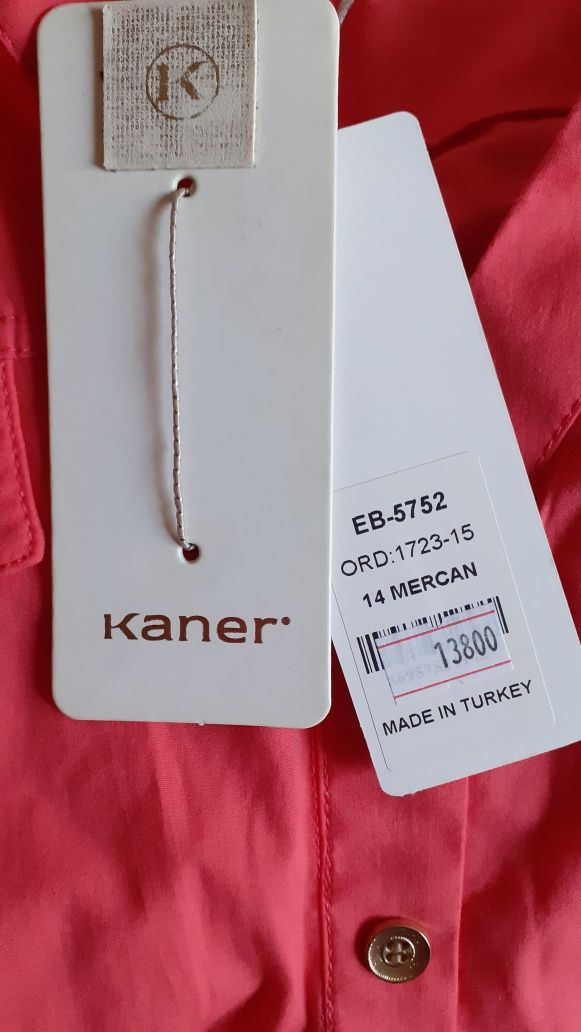 K
Kaner
EB-5752
ORD:1723-15
14 MERCAN
13800
MADE IN TURKEY